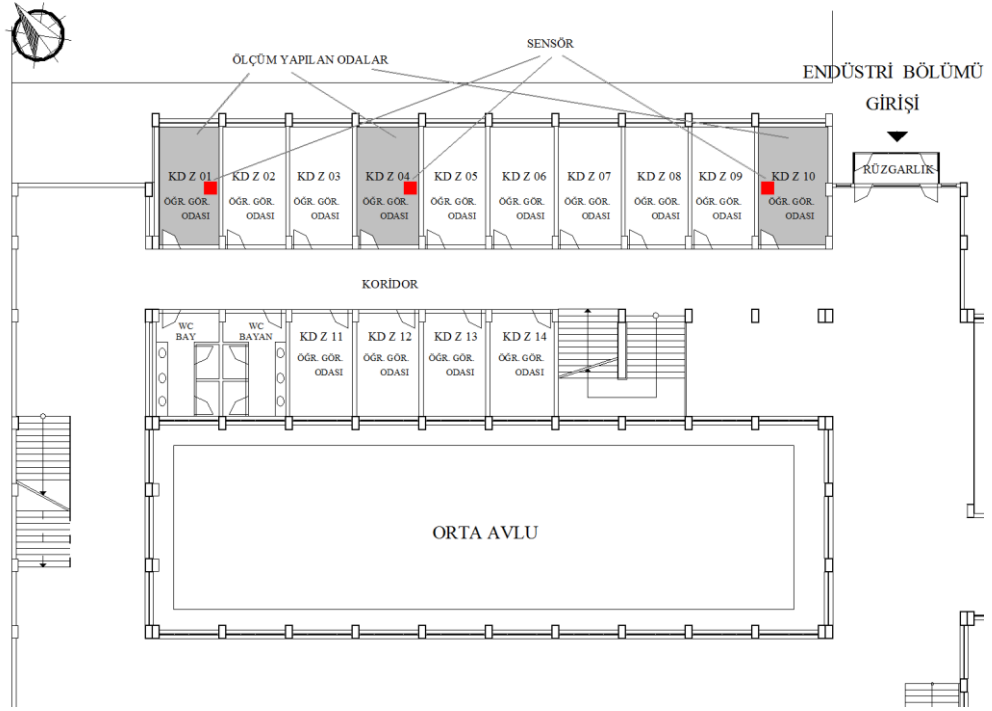 SENSÖR
ÖLÇÜM YAPILAN ODALAR
ENDÜSTRİ BÖLÜMÜ
GİRİŞİ
RÜZGARLIK
KD Z 01
ÖĞR. GÖR.
ODASI
KD Z 02
ÖĞR. GÖR.
ODASI
KD Z 03
ÖĞR. GÖR.
ODASI
KD Z 04
ÖĞR. GÖR.
ODASI
KD Z 05
ÖĞR. GÖR.
ODASI
KD Z 06
ÖĞR. GÖR.
ODASI
KD Z 07
ÖĞR. GÖR.
ODASI
KD Z 08
ÖĞR. GÖR.
ODASI
KD Z 09
ÖĞR. GÖR.
ODASI
KD Z 10
ÖĞR. GÖR.
ODASI
KORİDOR
WC
BAY
WC
BAYAN
KD Z 11
ÖĞR. GÖR.
ODASI
KD Z 12
ÖĞR. GÖR.
ODASI
KD Z 13
ÖĞR. GÖR.
ODASI
KD Z 14
ÖĞR. GÖR.
ODASI
ORTA AVLU